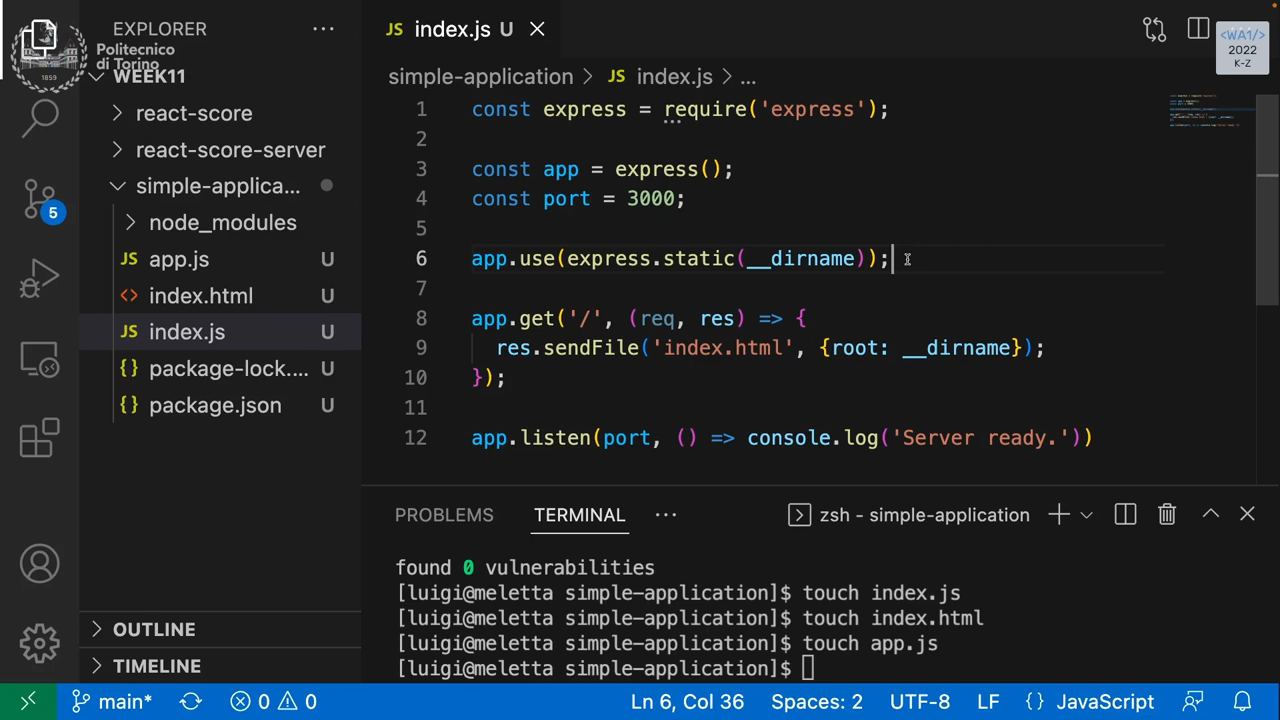 EXPLORER
Politecnico
di Torino
1859
WEEK11
react-score
react-score-server
simple-applica...
node_modules
JS app.js U
<> index.html U
JS index.js U
{} package-lock.... U
{} package.json U
OUTLINE
TIMELINE
5
JS index.js U
<WA1/>
2022
K-Z
simple-application > JS index.js > ...
1 const express = require('express');
2
3 const app = express();
4 const port = 3000;
5
6 app.use(express.static(__dirname));
7
8 app.get('/', (req, res) => {
9 res.sendFile('index.html', {root: __dirname});
10 });
11
12 app.listen(port, () => console.log('Server ready.'))
PROBLEMS TERMINAL ... zsh - simple-application
found 0 vulnerabilities
[luigi@meletta simple-application]$ touch index.js
[luigi@meletta simple-application]$ touch index.html
[luigi@meletta simple-application]$ touch app.js
[luigi@meletta simple-application]$
main* 0 0 Ln 6, Col 36 Spaces: 2 UTF-8 LF {} JavaScript